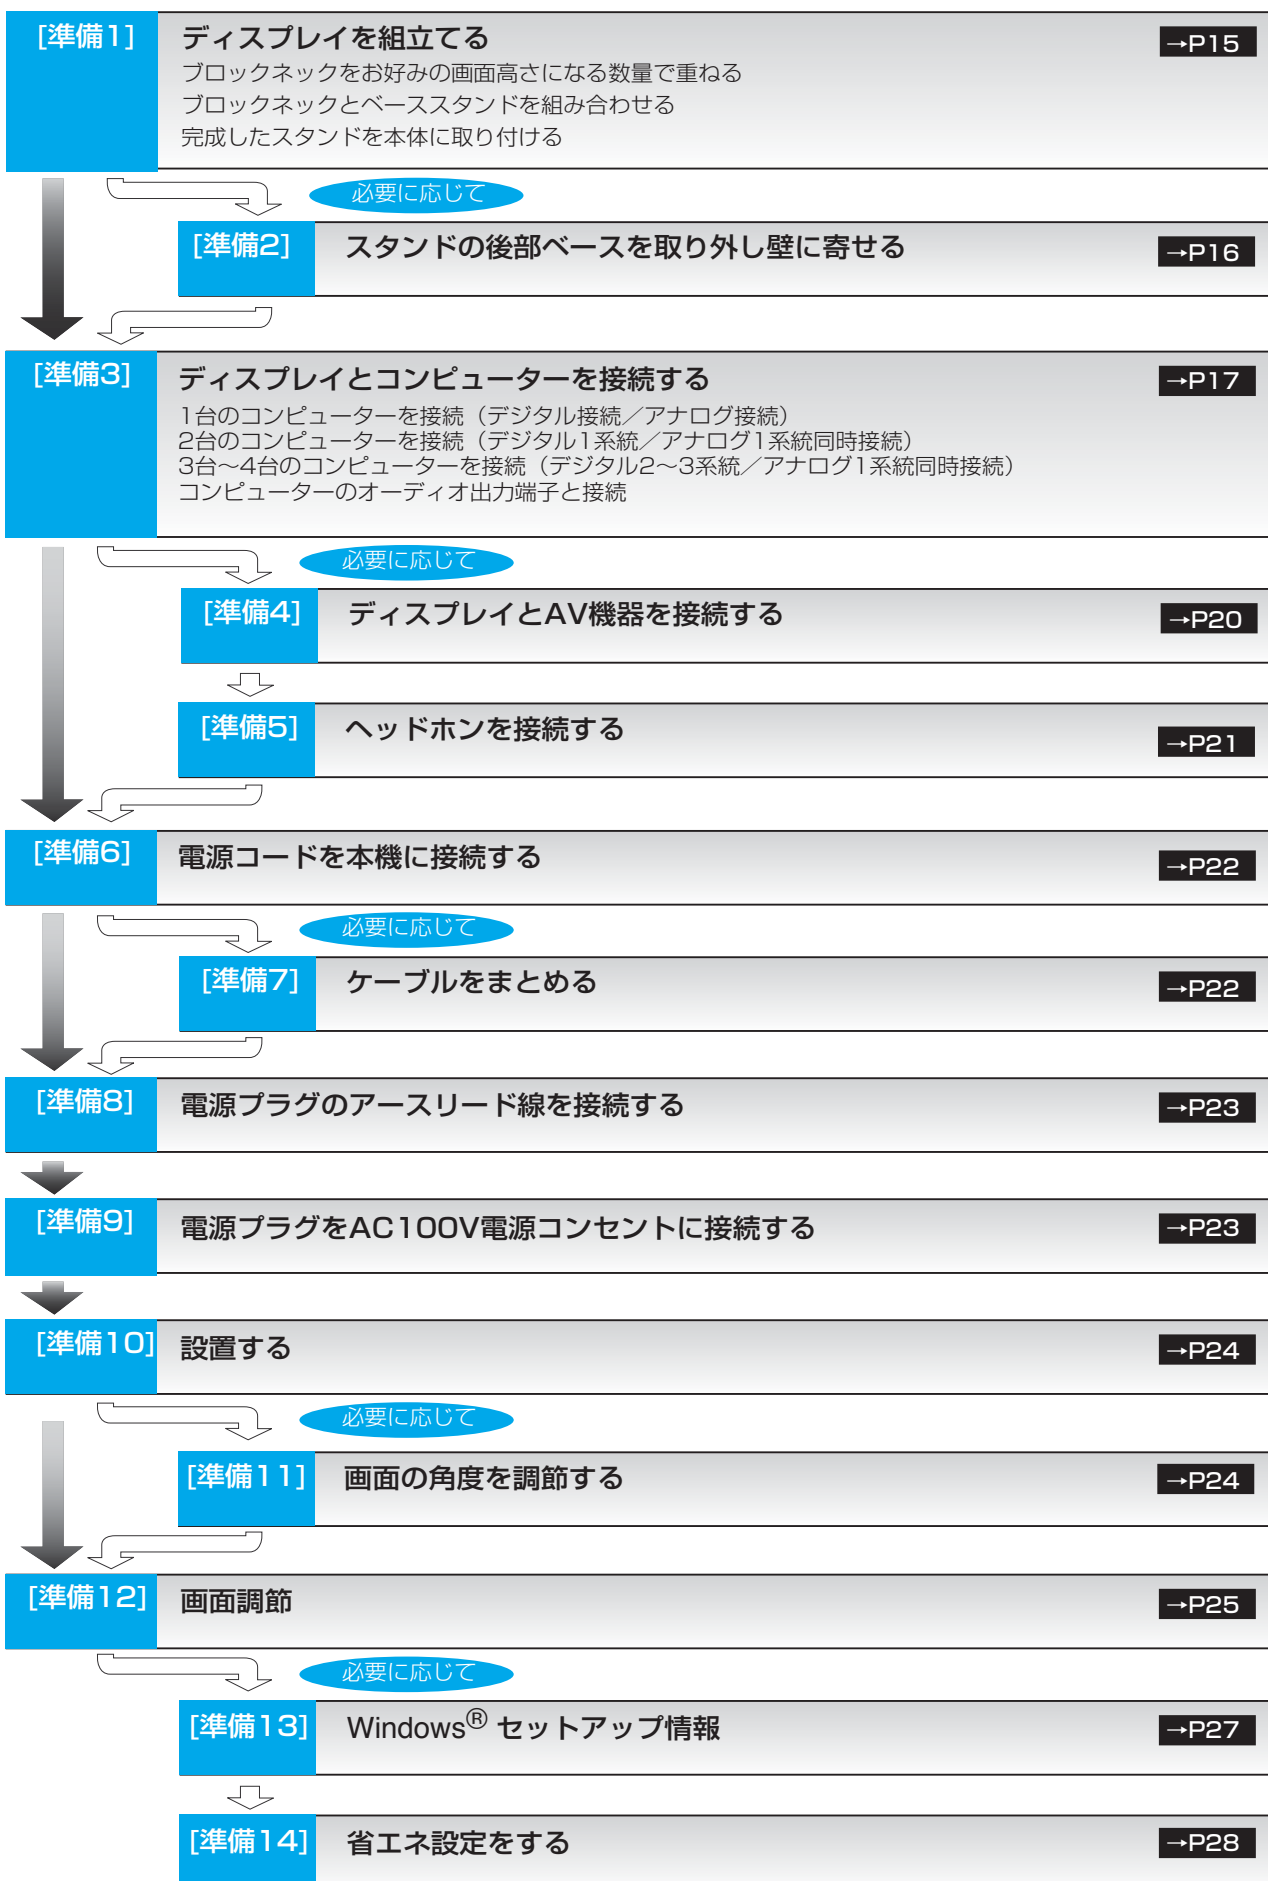 [準備1] ディスプレイを組立てる →P15
ブロックネックをお好みの画面高さになる数量で重ねる
ブロックネックとベーススタンドを組み合わせる
完成したスタンドを本体に取り付ける
必要に応じて
[準備2] スタンドの後部ベースを取り外し壁に寄せる →P16
[準備3] ディスプレイとコンピューターを接続する →P17
1台のコンピューターを接続（デジタル接続／アナログ接続）
2台のコンピューターを接続（デジタル1系統／アナログ1系統同時接続）
3台～4台のコンピューターを接続（デジタル2～3系統／アナログ1系統同時接続）
コンピューターのオーディオ出力端子と接続
必要に応じて
[準備4] ディスプレイとAV機器を接続する →P20
[準備5] ヘッドホンを接続する →P21
[準備6] 電源コードを本機に接続する →P22
必要に応じて
[準備7] ケーブルをまとめる →P22
[準備8] 電源プラグのアースリード線を接続する →P23
[準備9] 電源プラグをAC100V電源コンセントに接続する →P23
[準備10] 設置する →P24
必要に応じて
[準備11] 画面の角度を調節する →P24
[準備12] 画面調節 →P25
必要に応じて
[準備13] Windows® セットアップ情報 →P27
[準備14] 省エネ設定をする →P28